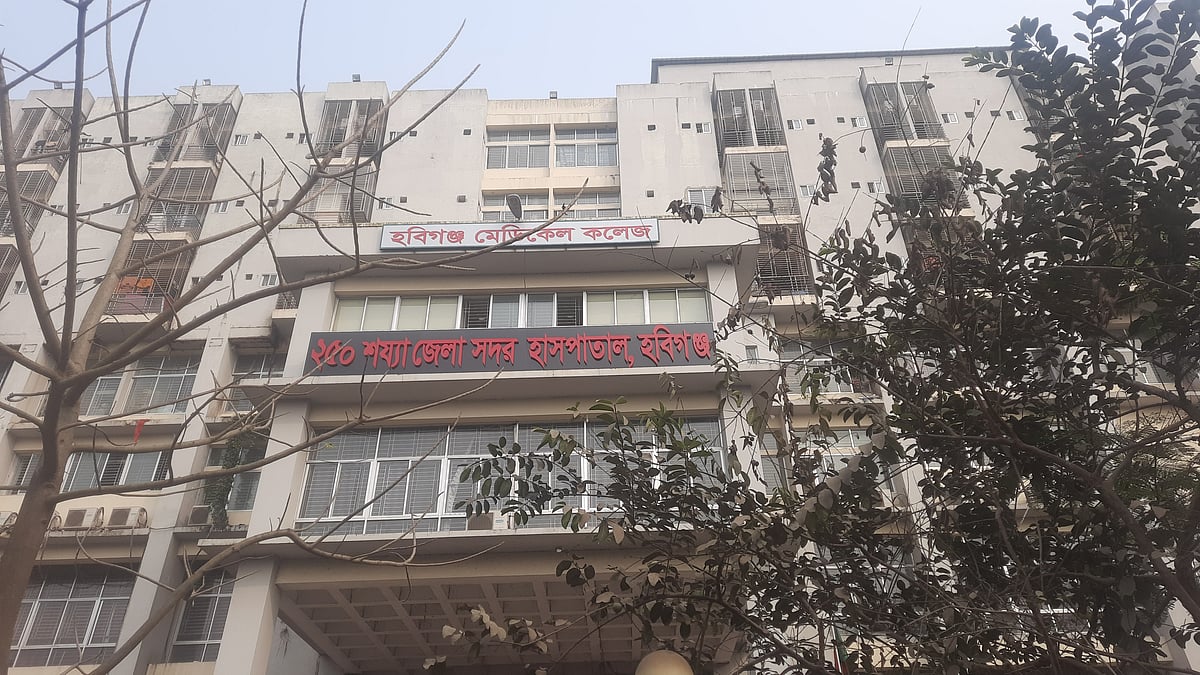 হবিগঞ্জ মেডিকেল কলেজ
২৫০ শয্যা জেলা সদর হাসপাতাল, হবিগঞ্জ